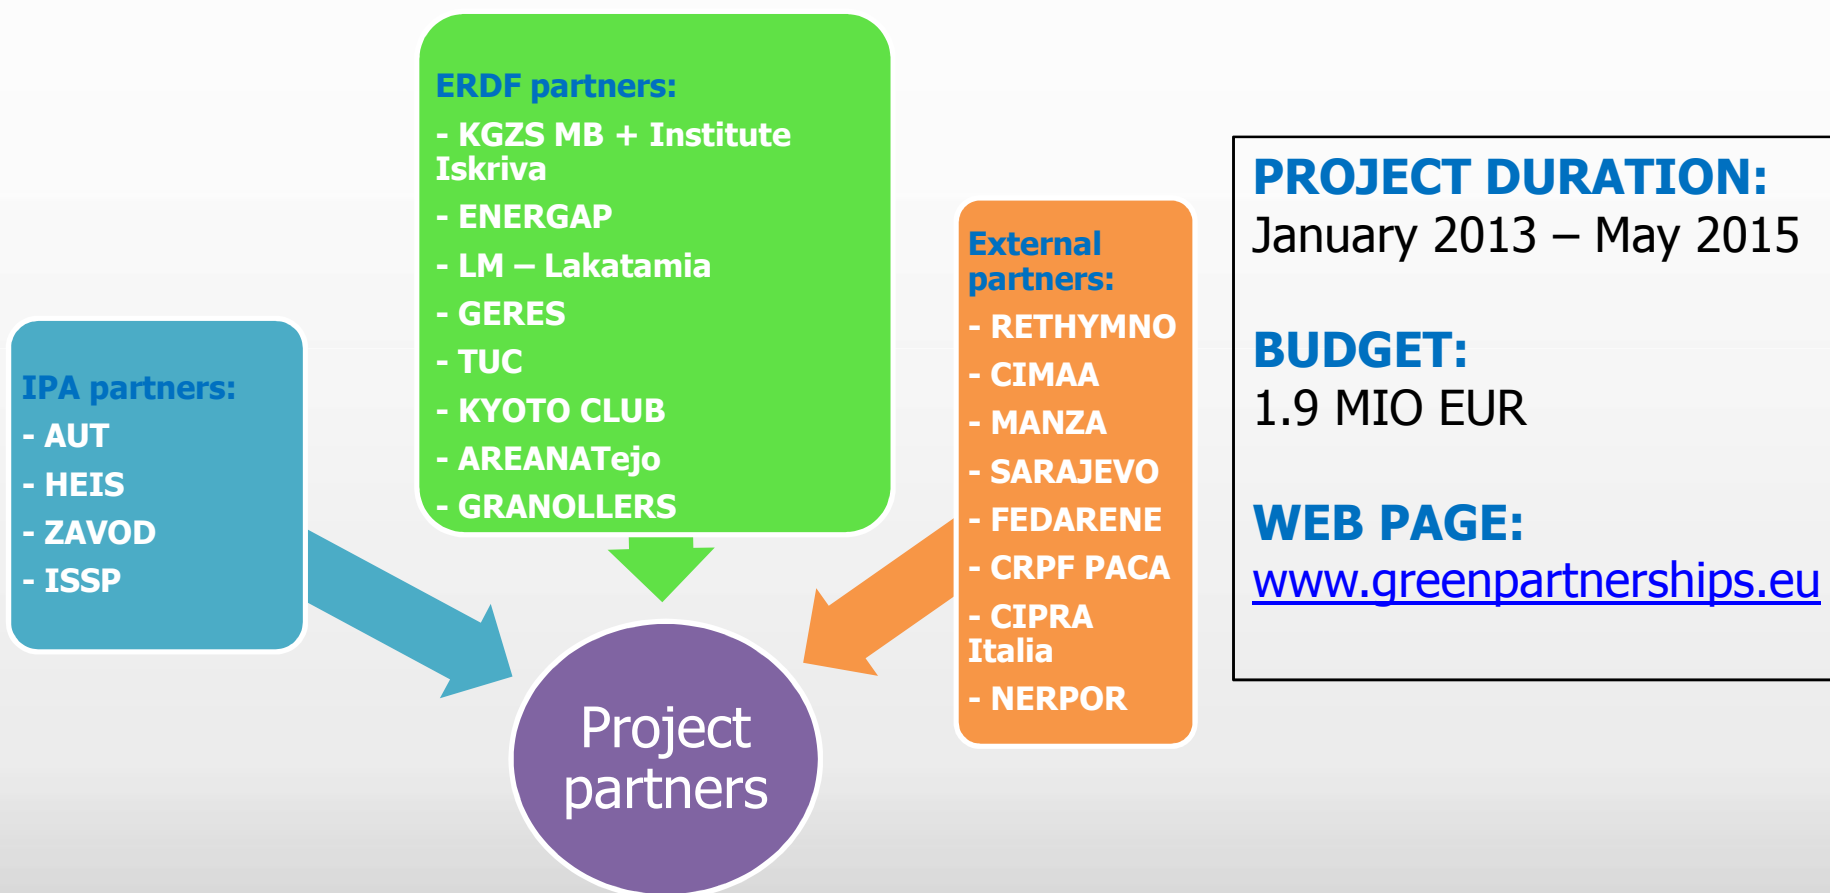 ERDF partners:
- KGZS MB + Institute
Iskriva
- ENERGAP
- LM – Lakatamia
- GERES
- TUC
- KYOTO CLUB
- AREANATejo
- GRANOLLERS
IPA partners:
- AUT
- HEIS
- ZAVOD
- ISSP
External
partners:
- RETHYMNO
- CIMAA
- MANZA
- SARAJEVO
- FEDARENE
- CRPF PACA
- CIPRA
Italia
- NERPOR
Project
partners
PROJECT DURATION:
January 2013 – May 2015
BUDGET:
1.9 MIO EUR
WEB PAGE:
www.greenpartnerships.eu